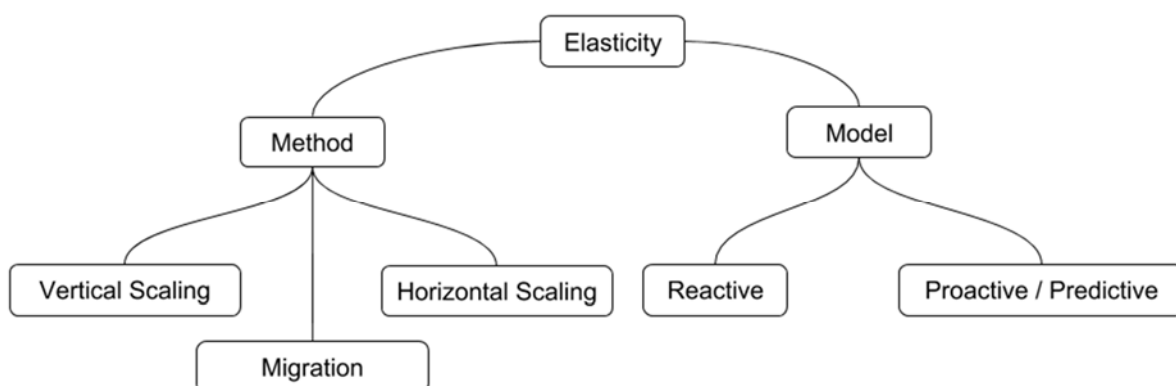 Elasticity
Method
Model
Vertical Scaling
Horizontal Scaling
Reactive
Proactive / Predictive
Migration